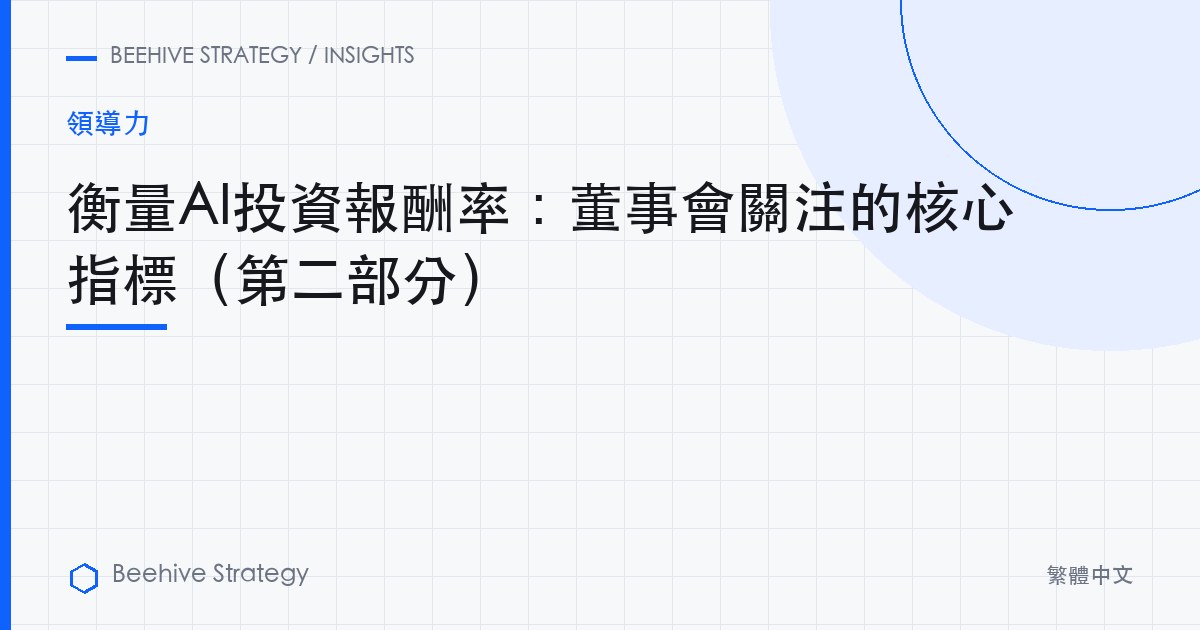 BEEHIVE STRATEGY / INSIGHTS
領導力
衡量AI投資報酬率：董事會關注的核心
指標（第二部分）
Beehive Strategy
繁體中文